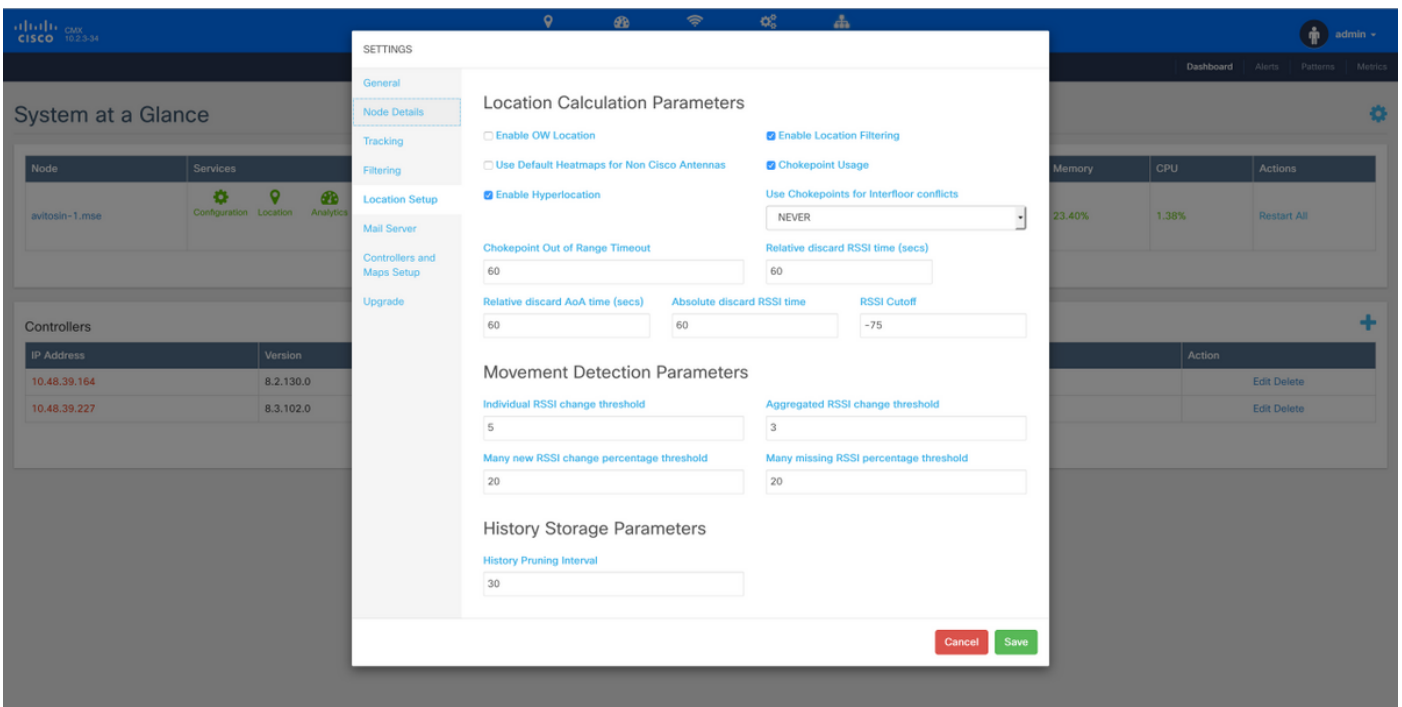 CISCO CMX
10.2.3-34
admin
Dashboard Alerts Patterns Metrics
System at a Glance
Node Services Memory CPU Actions
avitosin-1.mse Configuration Location Analytics 23.40% 1.38% Restart All
Controllers
IP Address Version Action
10.48.39.164 8.2.130.0 Edit Delete
10.48.39.227 8.3.102.0 Edit Delete
SETTINGS
General
Node Details
Tracking
Filtering
Location Setup
Mail Server
Controllers and
Maps Setup
Upgrade
Location Calculation Parameters
Enable OW Location Enable Location Filtering
Use Default Heatmaps for Non Cisco Antennas Chokepoint Usage
Enable Hyperlocation Use Chokepoints for Interfloor conflicts
NEVER
Chokepoint Out of Range Timeout Relative discard RSSI time (secs)
60 60
Relative discard AoA time (secs) Absolute discard RSSI time RSSI Cutoff
60 60 -75
Movement Detection Parameters
Individual RSSI change threshold Aggregated RSSI change threshold
5 3
Many new RSSI change percentage threshold Many missing RSSI percentage threshold
20 20
History Storage Parameters
History Pruning Interval
30
Cancel Save